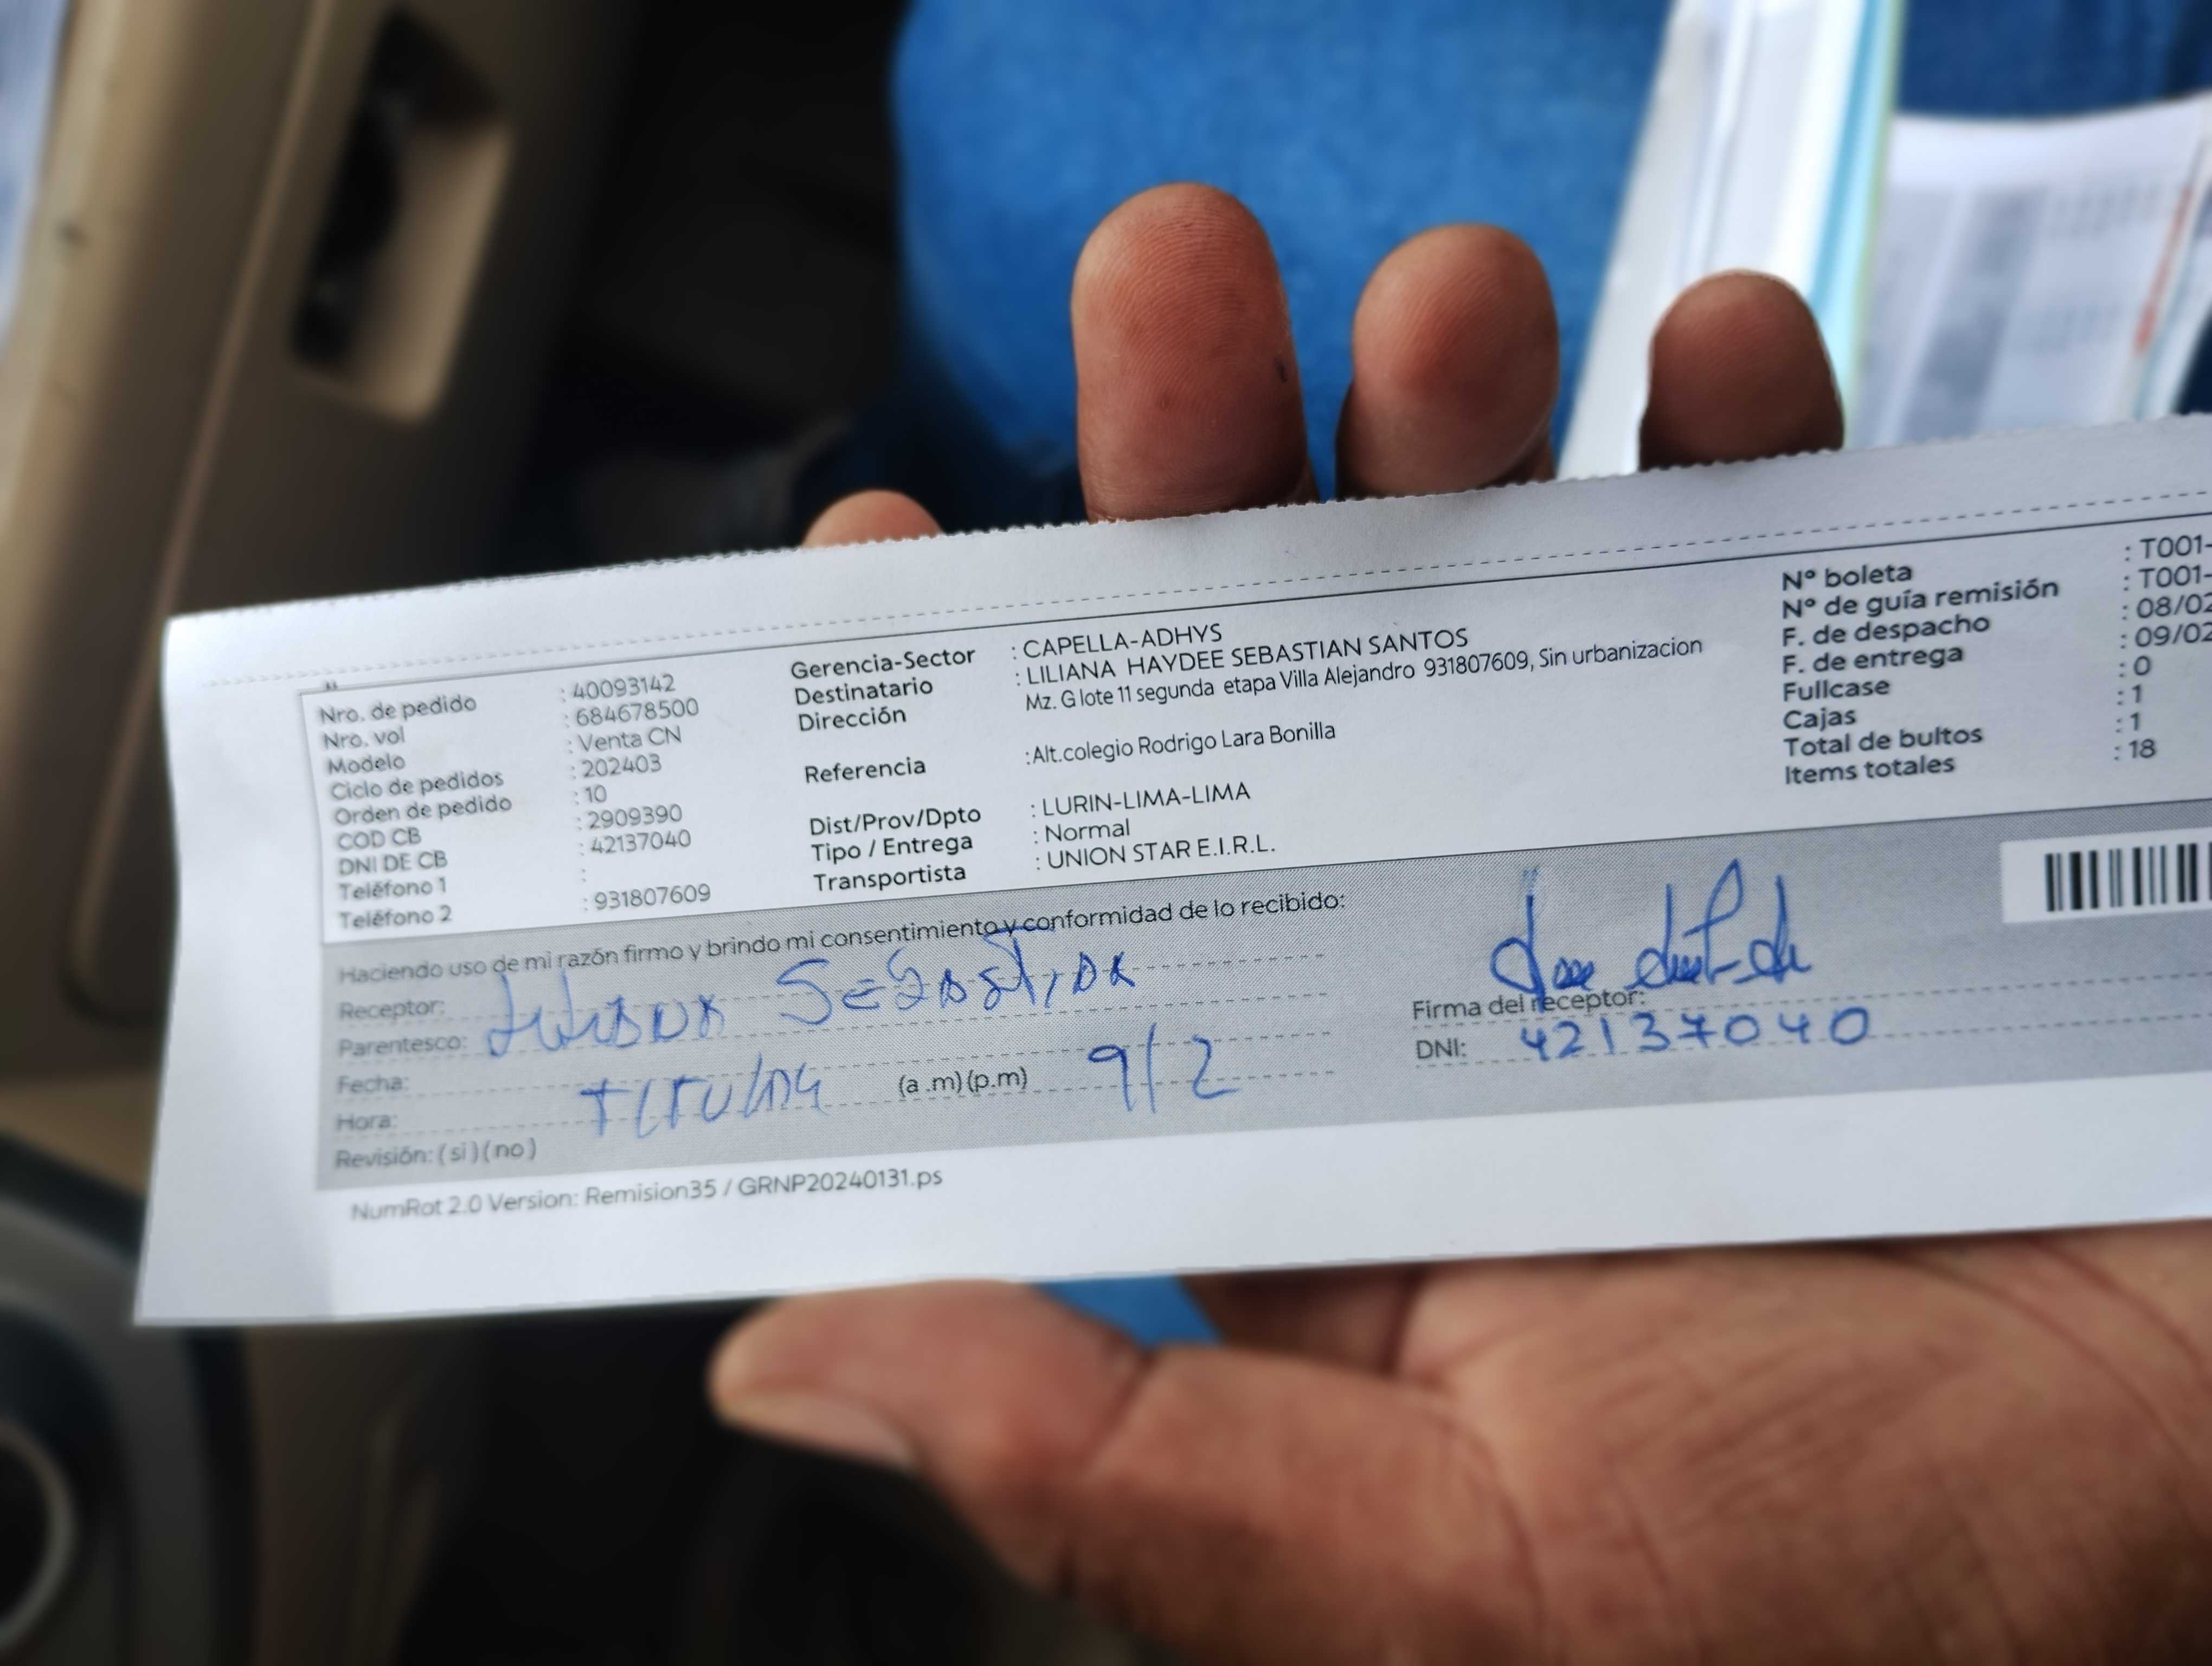 Nro. de pedido : 40093142
Nro. vol : 684678500
Modelo : Venta CN
Ciclo de pedidos : 202403
Orden de pedido : 10
COD CB : 2909390
DNI DE CB : 42137040
Teléfono 1 :
Teléfono 2 : 931807609
Gerencia-Sector : CAPELLA-ADHYS
Destinatario : LILIANA HAYDEE SEBASTIAN SANTOS
Dirección Mz. G lote 11 segunda etapa Villa Alejandro 931807609, Sin urbanizacion
Referencia :Alt.colegio Rodrigo Lara Bonilla
Dist/Prov/Dpto : LURIN-LIMA-LIMA
Tipo / Entrega : Normal
Transportista : UNION STAR E.I.R.L.
Nº boleta : T001-
Nº de guía remisión : T001-
F. de despacho : 08/02
F. de entrega : 09/02
Fullcase : 0
Cajas : 1
Total de bultos : 1
Items totales : 18
Haciendo uso de mi razón firmo y brindo mi consentimiento y conformidad de lo recibido:
Receptor: Sebastian
Parentesco:
Fecha: Titular (a .m)(p.m) 9/2
Hora:
Revisión: ( si ) ( no )
Firma del receptor:
DNI: 42137040
NumRot 2.0 Version: Remision35 / GRNP20240131.ps